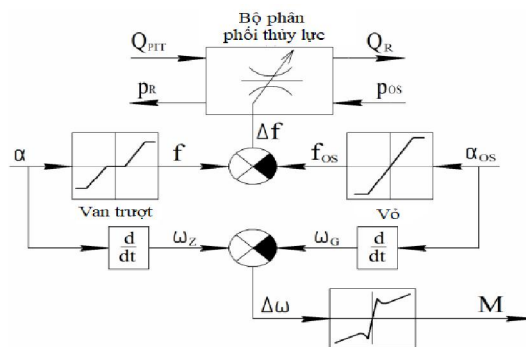 Bộ phân
phối thủy lực
Q_PIT
Q_R
p_R
p_OS
Δf
α
f
f_OS
α_OS
Van trượt
Vỏ
d/dt
ω_Z
ω_G
d/dt
Δω
M